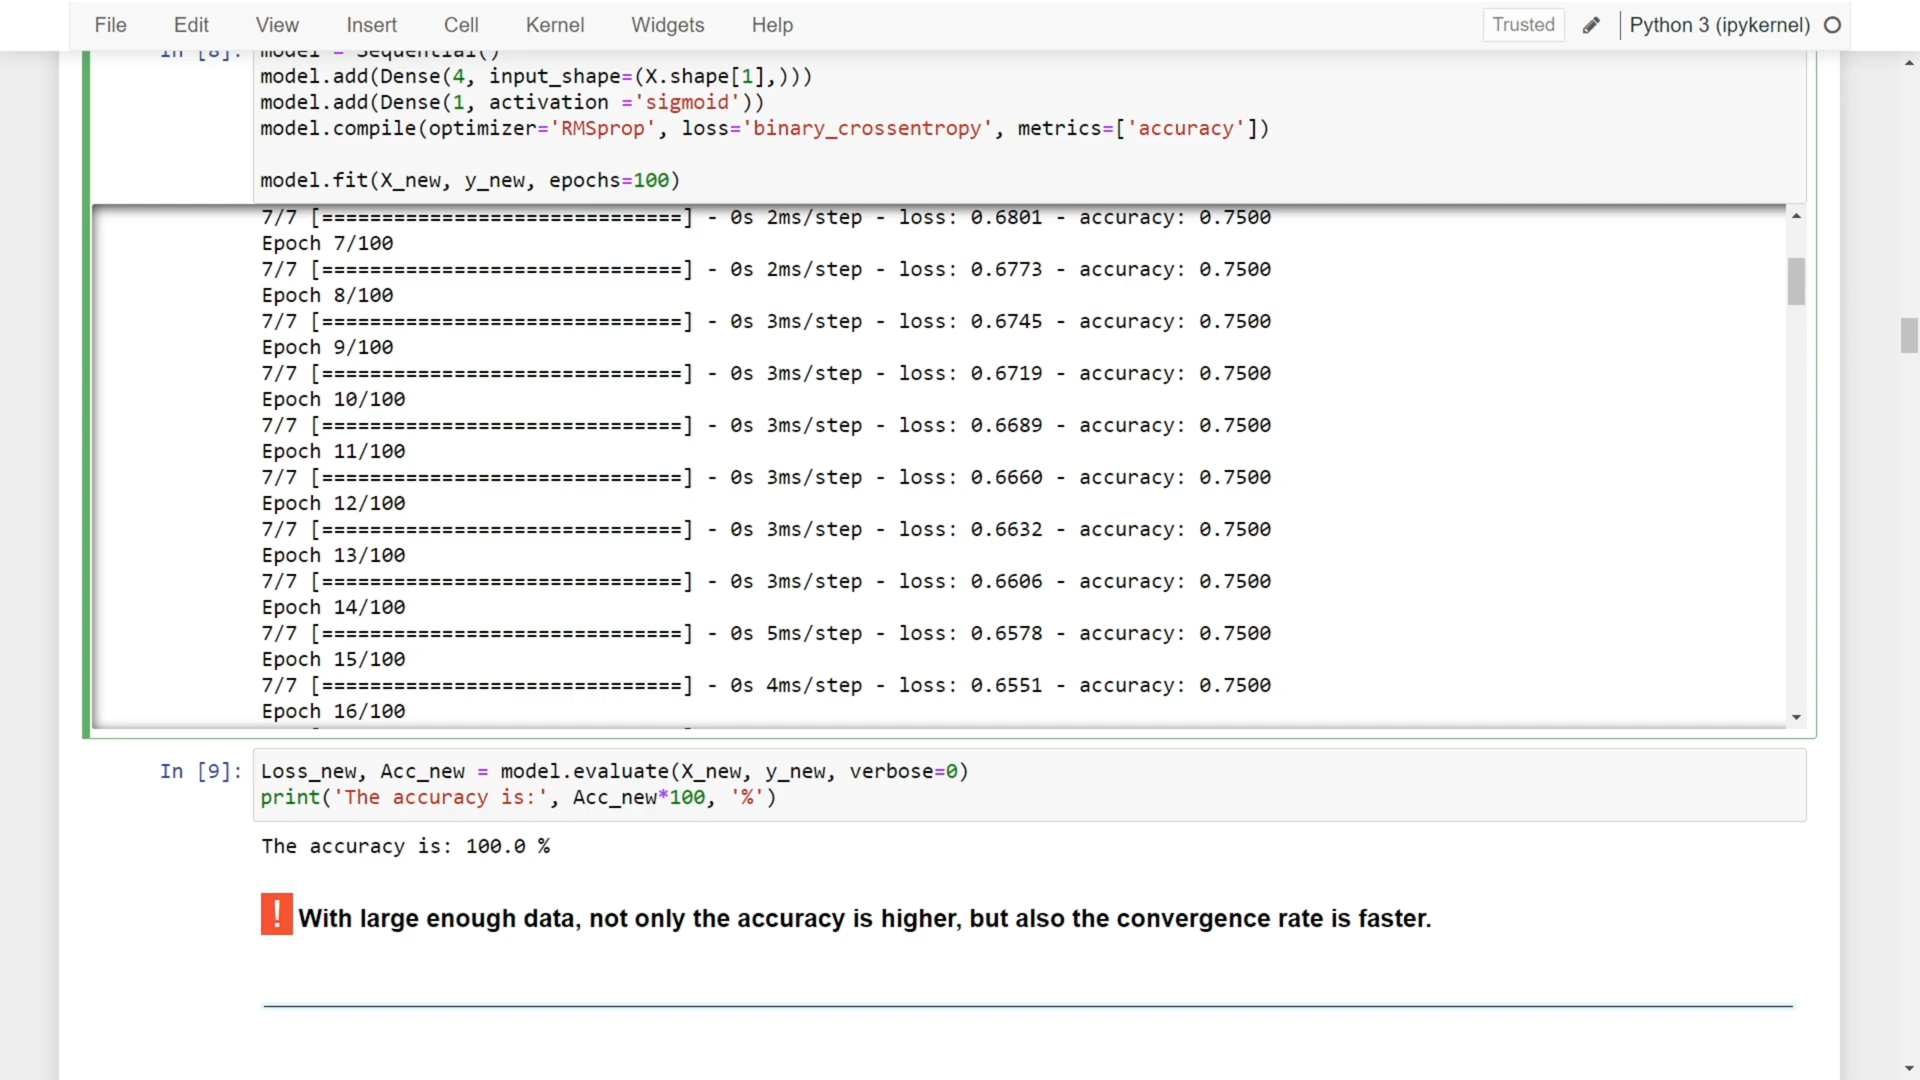 File Edit View Insert Cell Kernel Widgets Help Trusted Python 3 (ipykernel)
In [8]: model = Sequential()
model.add(Dense(4, input_shape=(X.shape[1],)))
model.add(Dense(1, activation ='sigmoid'))
model.compile(optimizer='RMSprop', loss='binary_crossentropy', metrics=['accuracy'])
model.fit(X_new, y_new, epochs=100)
7/7 [==============================] - 0s 2ms/step - loss: 0.6801 - accuracy: 0.7500
Epoch 7/100
7/7 [==============================] - 0s 2ms/step - loss: 0.6773 - accuracy: 0.7500
Epoch 8/100
7/7 [==============================] - 0s 3ms/step - loss: 0.6745 - accuracy: 0.7500
Epoch 9/100
7/7 [==============================] - 0s 3ms/step - loss: 0.6719 - accuracy: 0.7500
Epoch 10/100
7/7 [==============================] - 0s 3ms/step - loss: 0.6689 - accuracy: 0.7500
Epoch 11/100
7/7 [==============================] - 0s 3ms/step - loss: 0.6660 - accuracy: 0.7500
Epoch 12/100
7/7 [==============================] - 0s 3ms/step - loss: 0.6632 - accuracy: 0.7500
Epoch 13/100
7/7 [==============================] - 0s 3ms/step - loss: 0.6606 - accuracy: 0.7500
Epoch 14/100
7/7 [==============================] - 0s 5ms/step - loss: 0.6578 - accuracy: 0.7500
Epoch 15/100
7/7 [==============================] - 0s 4ms/step - loss: 0.6551 - accuracy: 0.7500
Epoch 16/100
In [9]: Loss_new, Acc_new = model.evaluate(X_new, y_new, verbose=0)
print('The accuracy is:', Acc_new*100, '%')
The accuracy is: 100.0 %
! With large enough data, not only the accuracy is higher, but also the convergence rate is faster.